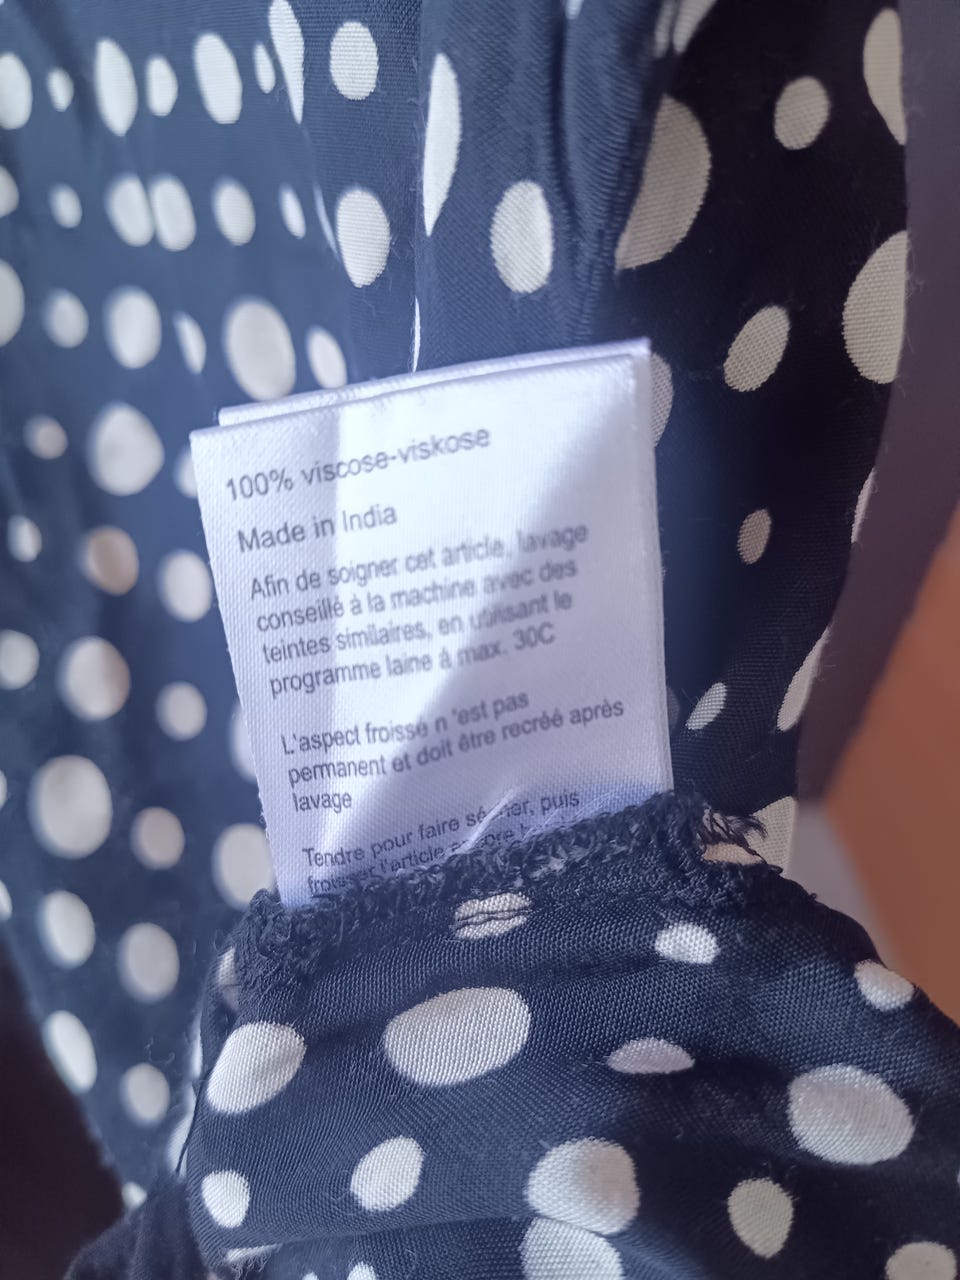 100% viscose-viskose
Made in India
Afin de soigner cet article, lavage
conseillé à la machine avec des
teintes similaires, en utilisant le
programme laine à max. 30C
L'aspect froissé n 'est pas
permanent et doit être recréé après
lavage
Tendre pour faire sécher, puis
froisser l'article